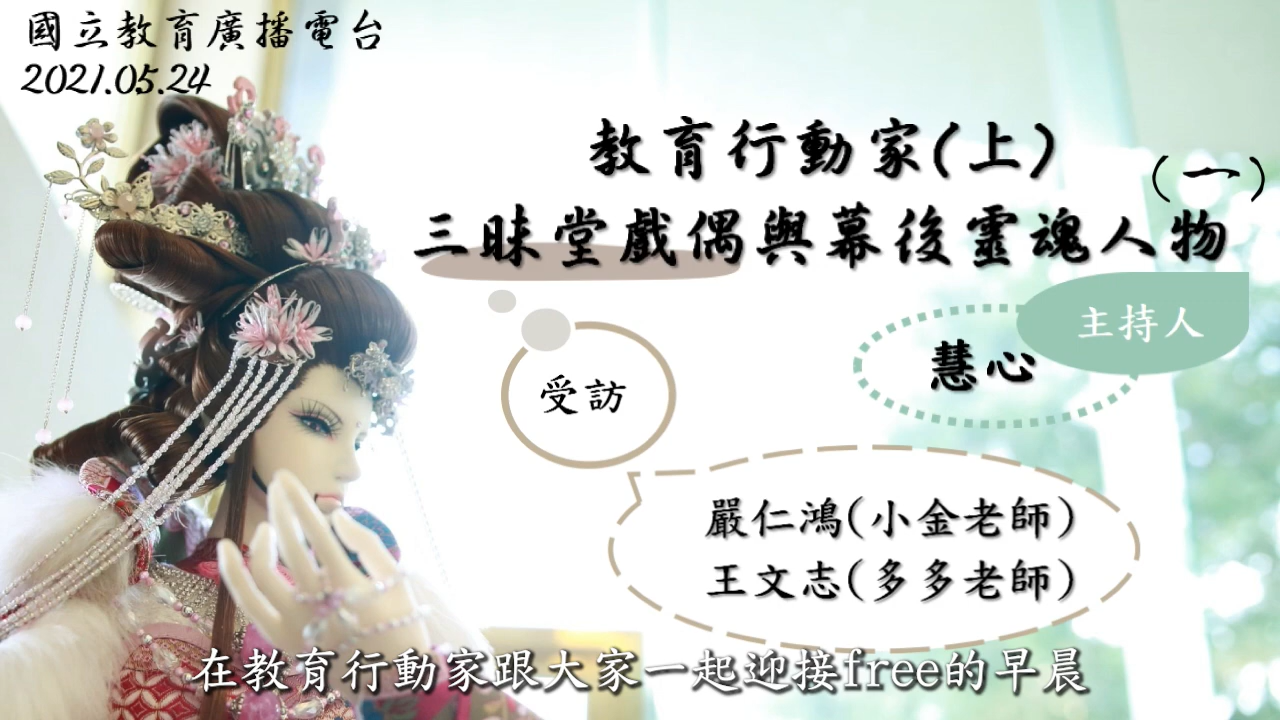 國立教育廣播電台
2021.05.24
教育行動家(上)
(一)
三昧堂戲偶與幕後靈魂人物
主持人
慧心
受訪
嚴仁鴻(小金老師)
王文志(多多老師)
在教育行動家跟大家一起迎接free的早晨